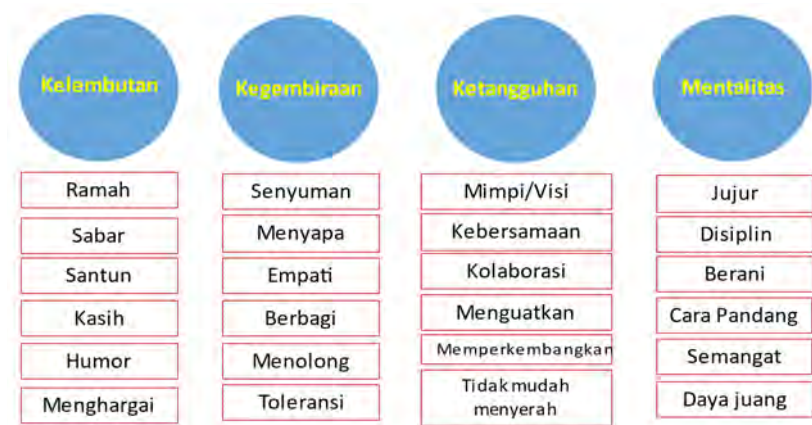 Kelambutan
Kegembiraan
Ketangguhan
Mentalitas
Ramah
Senyuman
Mimpi/Visi
Jujur
Sabar
Menyapa
Kebersamaan
Disiplin
Santun
Empati
Kolaborasi
Berani
Kasih
Berbagi
Menguatkan
Cara Pandang
Humor
Menolong
Memperkembangkan
Semangat
Menghargai
Toleransi
Tidak mudah
menyerah
Daya juang